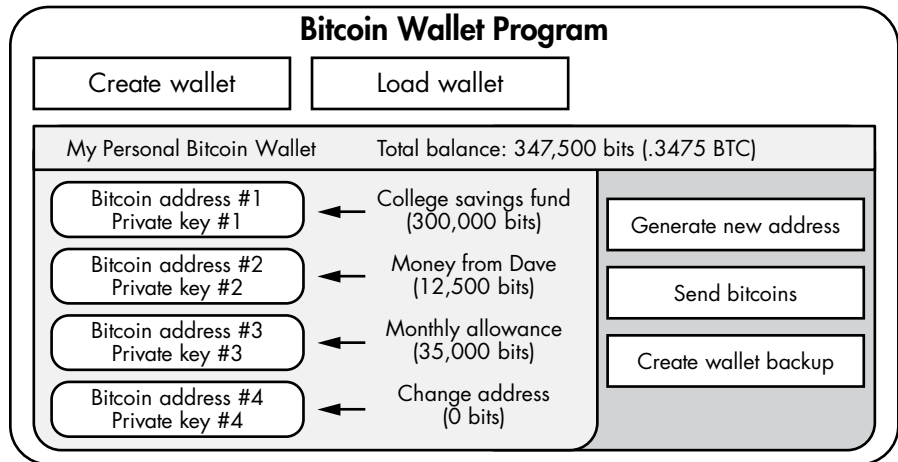 Bitcoin Wallet Program
Create wallet
Load wallet
My Personal Bitcoin Wallet
Total balance: 347,500 bits (.3475 BTC)
Bitcoin address #1
Private key #1
College savings fund
(300,000 bits)
Bitcoin address #2
Private key #2
Money from Dave
(12,500 bits)
Bitcoin address #3
Private key #3
Monthly allowance
(35,000 bits)
Bitcoin address #4
Private key #4
Change address
(0 bits)
Generate new address
Send bitcoins
Create wallet backup